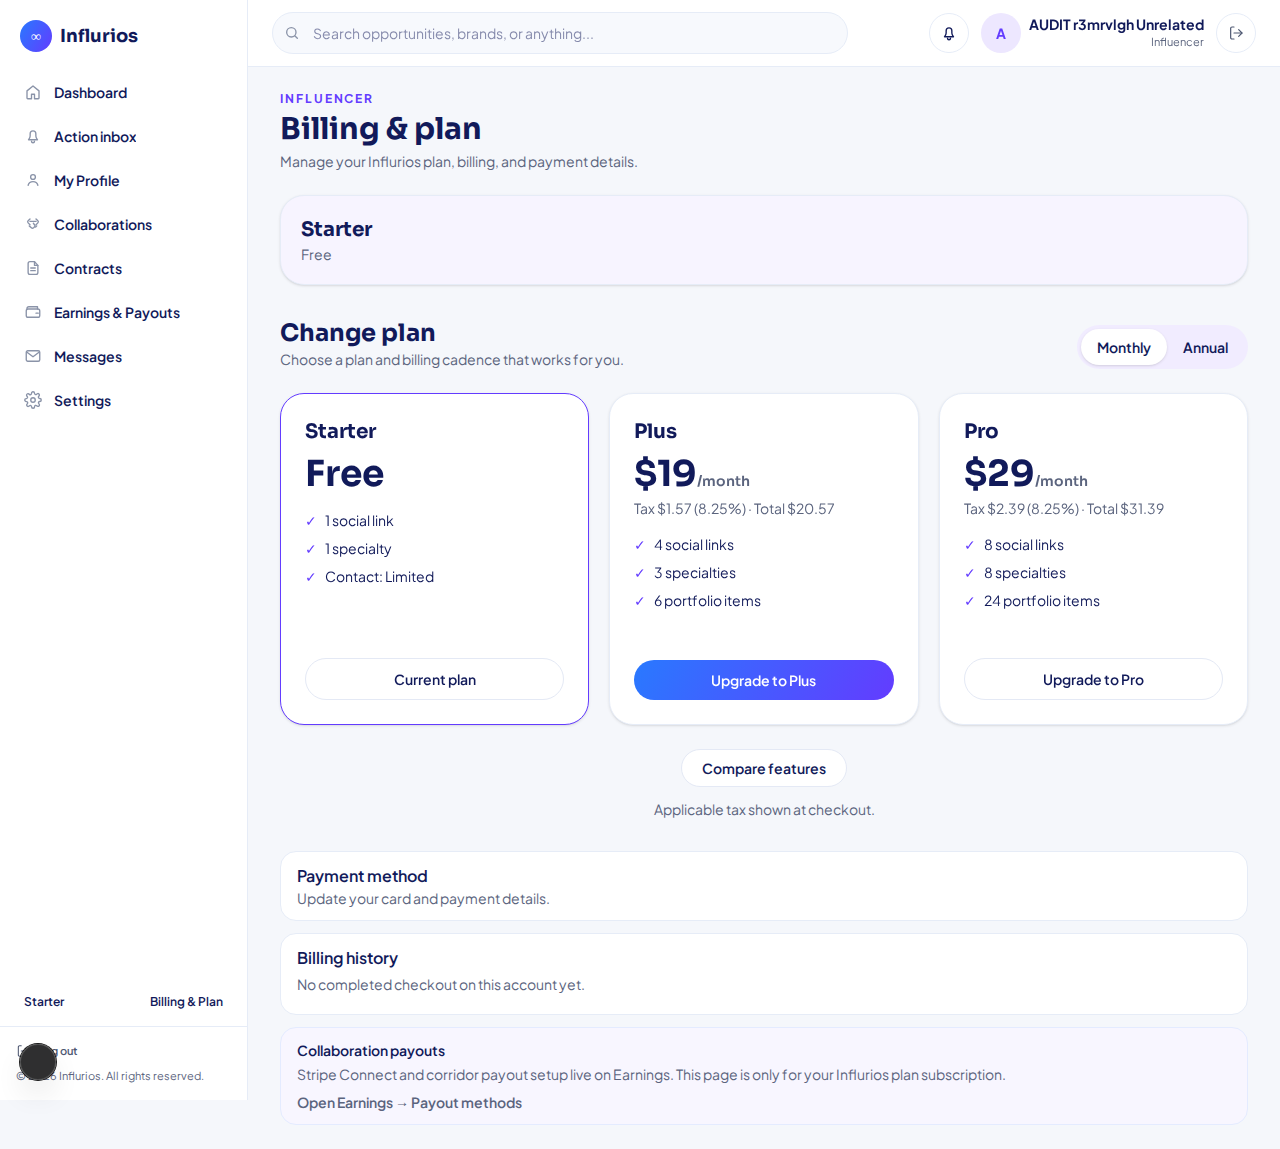 Influrios
Dashboard
Action inbox
My Profile
Collaborations
Contracts
Earnings & Payouts
Messages
Settings
Starter
Billing & Plan
out
Influrios. All rights reserved.
Search opportunities, brands, or anything...
A
AUDIT r3mrvlgh Unrelated
Influencer
INFLUENCER
Billing & plan
Manage your Influrios plan, billing, and payment details.
Starter
Free
Change plan
Choose a plan and billing cadence that works for you.
Monthly
Annual
Starter
Free
✓ 1 social link
✓ 1 specialty
✓ Contact: Limited
Current plan
Plus
$19/month
Tax $1.57 (8.25%) · Total $20.57
✓ 4 social links
✓ 3 specialties
✓ 6 portfolio items
Upgrade to Plus
Pro
$29/month
Tax $2.39 (8.25%) · Total $31.39
✓ 8 social links
✓ 8 specialties
✓ 24 portfolio items
Upgrade to Pro
Compare features
Applicable tax shown at checkout.
Payment method
Update your card and payment details.
Billing history
No completed checkout on this account yet.
Collaboration payouts
Stripe Connect and corridor payout setup live on Earnings. This page is only for your Influrios plan subscription.
Open Earnings → Payout methods